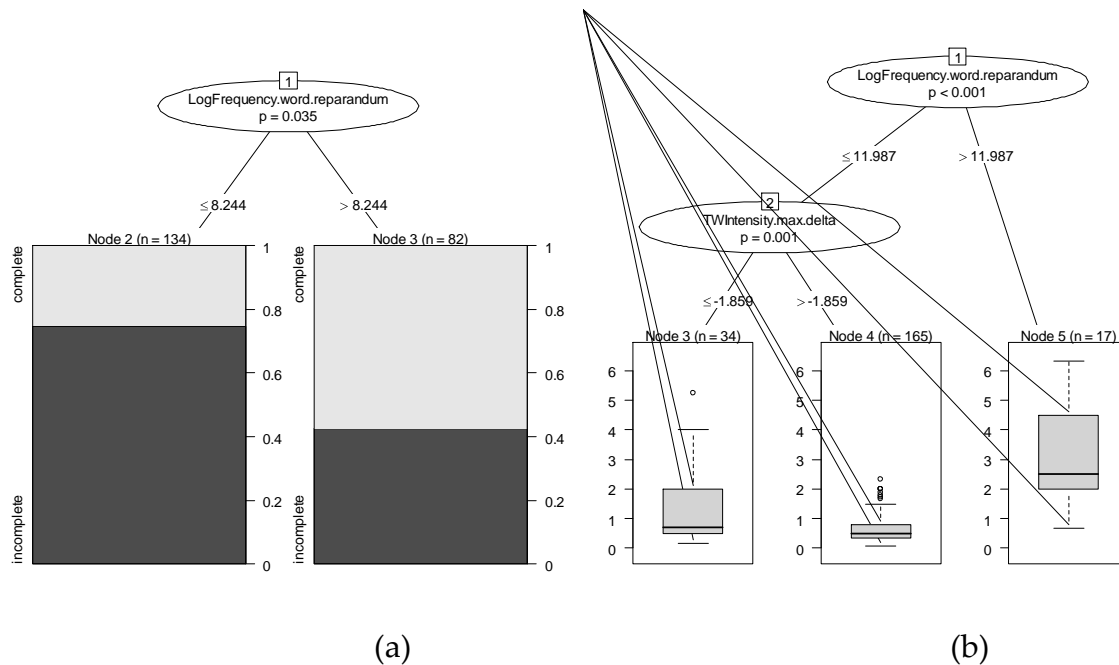 1
LogFrequency.word.reparandum
p = 0.035
≤ 8.244
> 8.244
Node 2 (n = 134)
complete
incomplete
1
0.8
0.6
0.4
0.2
0
Node 3 (n = 82)
complete
incomplete
1
0.8
0.6
0.4
0.2
0
(a)
1
LogFrequency.word.reparandum
p < 0.001
≤ 11.987
> 11.987
2
TWIntensity.max.delta
p = 0.001
≤ -1.859
> -1.859
Node 3 (n = 34)
6
5
4
3
2
1
0
Node 4 (n = 165)
6
5
4
3
2
1
0
Node 5 (n = 17)
6
5
4
3
2
1
0
(b)